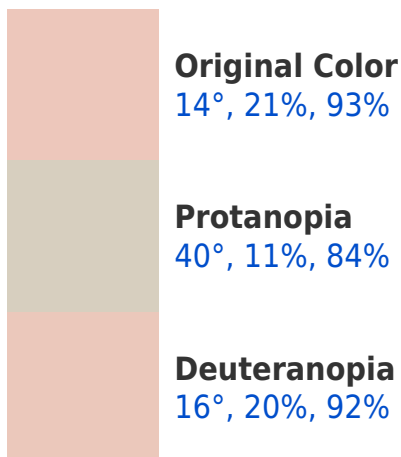 Original Color
14°, 21%, 93%
Protanopia
40°, 11%, 84%
Deuteranopia
16°, 20%, 92%